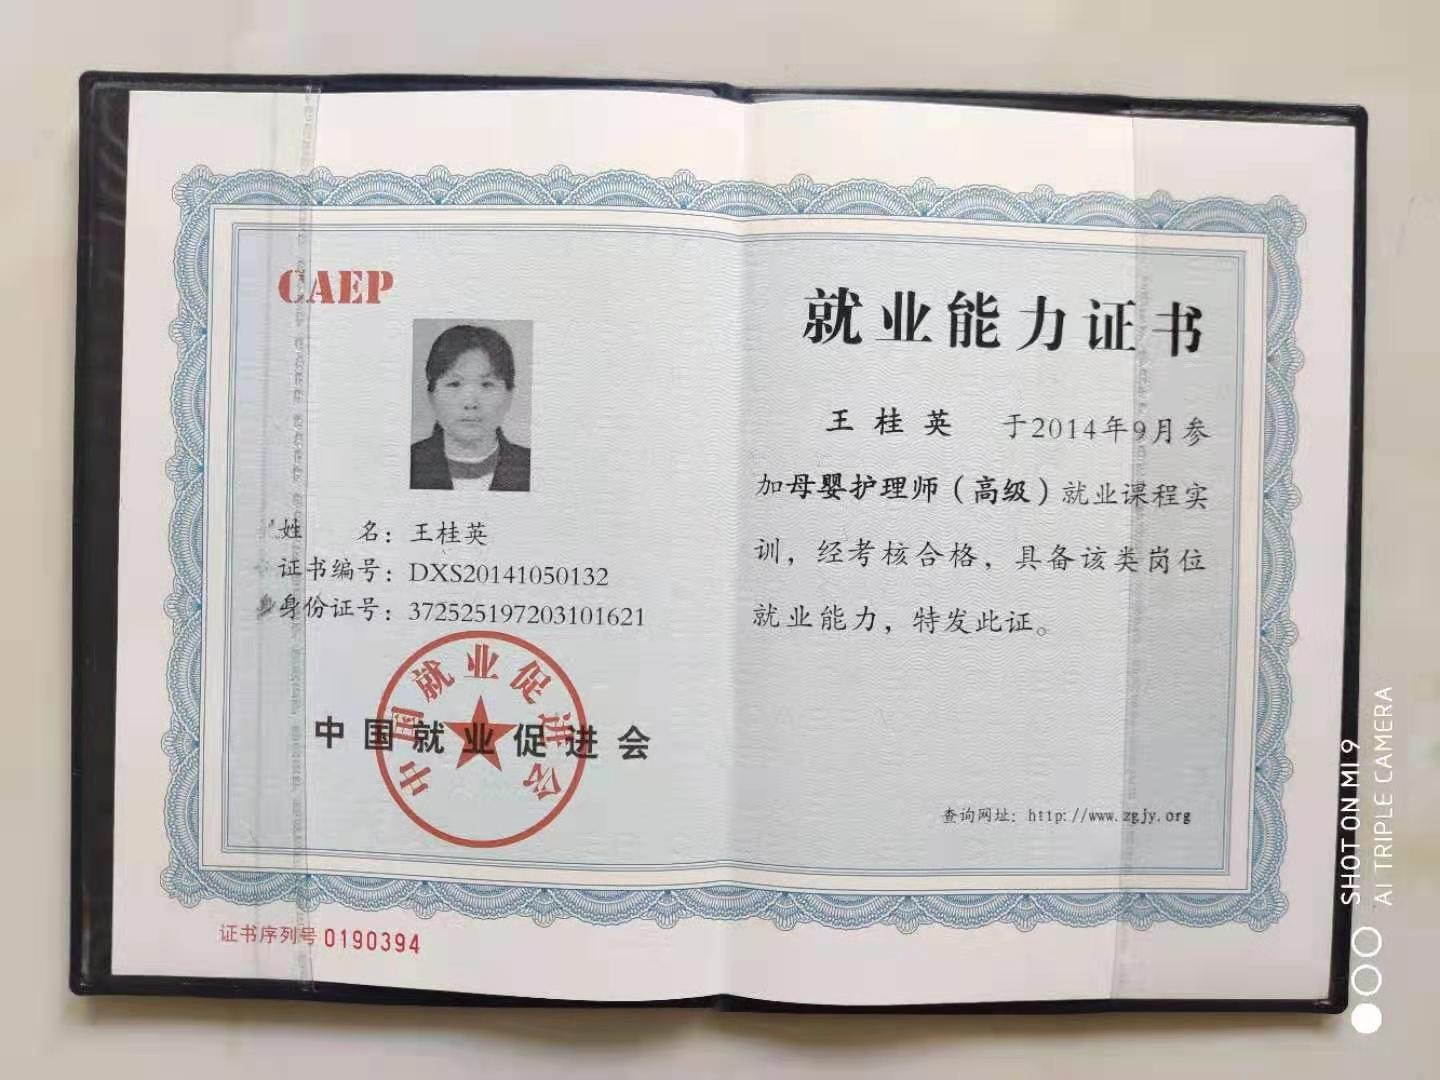 CAEP
姓 名：王桂英
证书编号：DXS20141050132
身份证号：372525197203101621
中国就业促进会
中国就业促进会
证书序列号 0190394
就业能力证书
王桂英 于2014年9月参
加母婴护理师（高级）就业课程实
训，经考核合格，具备该类岗位
就业能力，特发此证。
查询网址：http://www.zgjy.org
SHOT ON MI 9
AI TRIPLE CAMERA